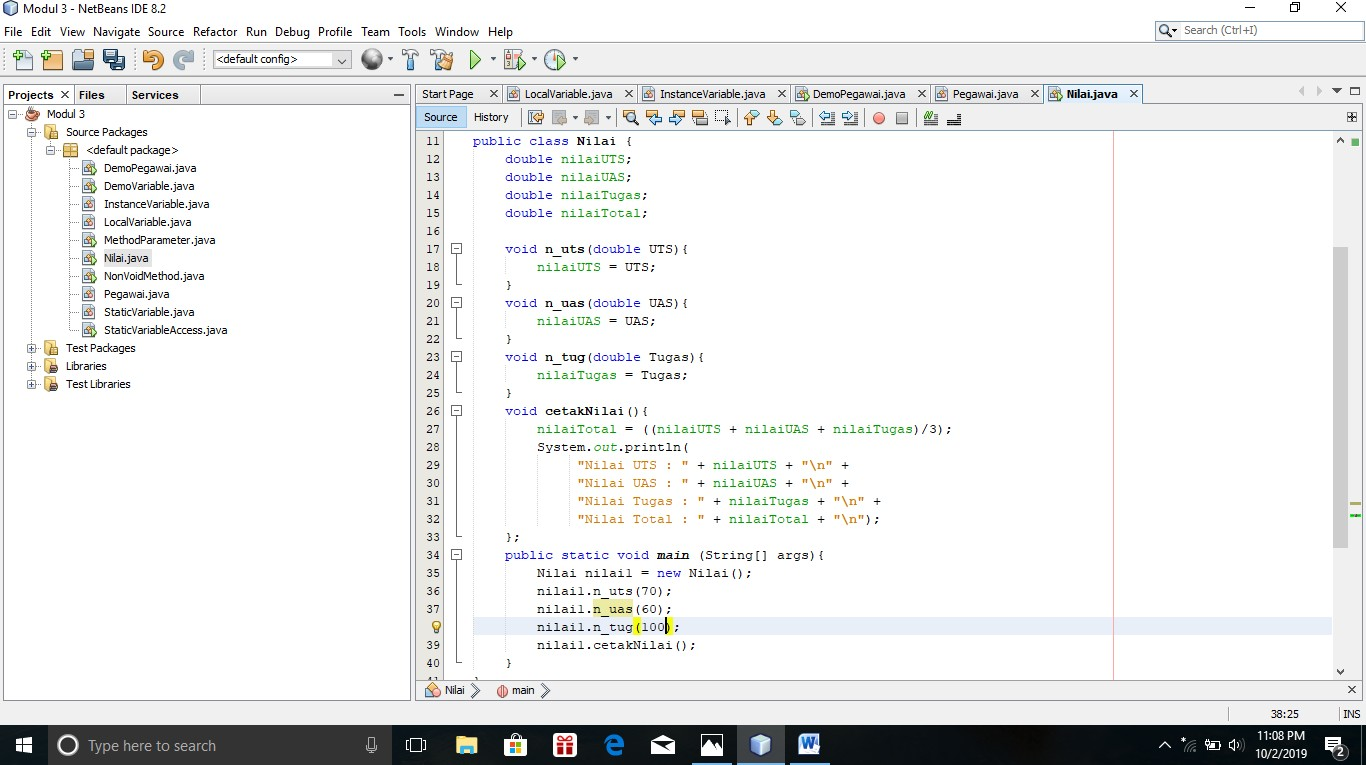 Modul 3 - NetBeans IDE 8.2
File Edit View Navigate Source Refactor Run Debug Profile Team Tools Window Help
Search (Ctrl+I)
<default config>
Projects Files Services
Modul 3
Source Packages
<default package>
DemoPegawai.java
DemoVariable.java
InstanceVariable.java
LocalVariable.java
MethodParameter.java
Nilai.java
NonVoidMethod.java
Pegawai.java
StaticVariable.java
StaticVariableAccess.java
Test Packages
Libraries
Test Libraries
Start Page LocalVariable.java InstanceVariable.java DemoPegawai.java Pegawai.java Nilai.java
Source History
11 public class Nilai {
12 double nilaiUTS;
13 double nilaiUAS;
14 double nilaiTugas;
15 double nilaiTotal;
16
17 void n_uts(double UTS){
18 nilaiUTS = UTS;
19 }
20 void n_uas(double UAS){
21 nilaiUAS = UAS;
22 }
23 void n_tug(double Tugas){
24 nilaiTugas = Tugas;
25 }
26 void cetakNilai(){
27 nilaiTotal = ((nilaiUTS + nilaiUAS + nilaiTugas)/3);
28 System.out.println(
29 "Nilai UTS : " + nilaiUTS + "\n" +
30 "Nilai UAS : " + nilaiUAS + "\n" +
31 "Nilai Tugas : " + nilaiTugas + "\n" +
32 "Nilai Total : " + nilaiTotal + "\n");
33 };
34 public static void main (String[] args){
35 Nilai nilai1 = new Nilai();
36 nilai1.n_uts(70);
37 nilai1.n_uas(60);
nilai1.n_tug(100);
39 nilai1.cetakNilai();
40 }
Nilai main
38:25 INS
Type here to search
11:08 PM
10/2/2019
2